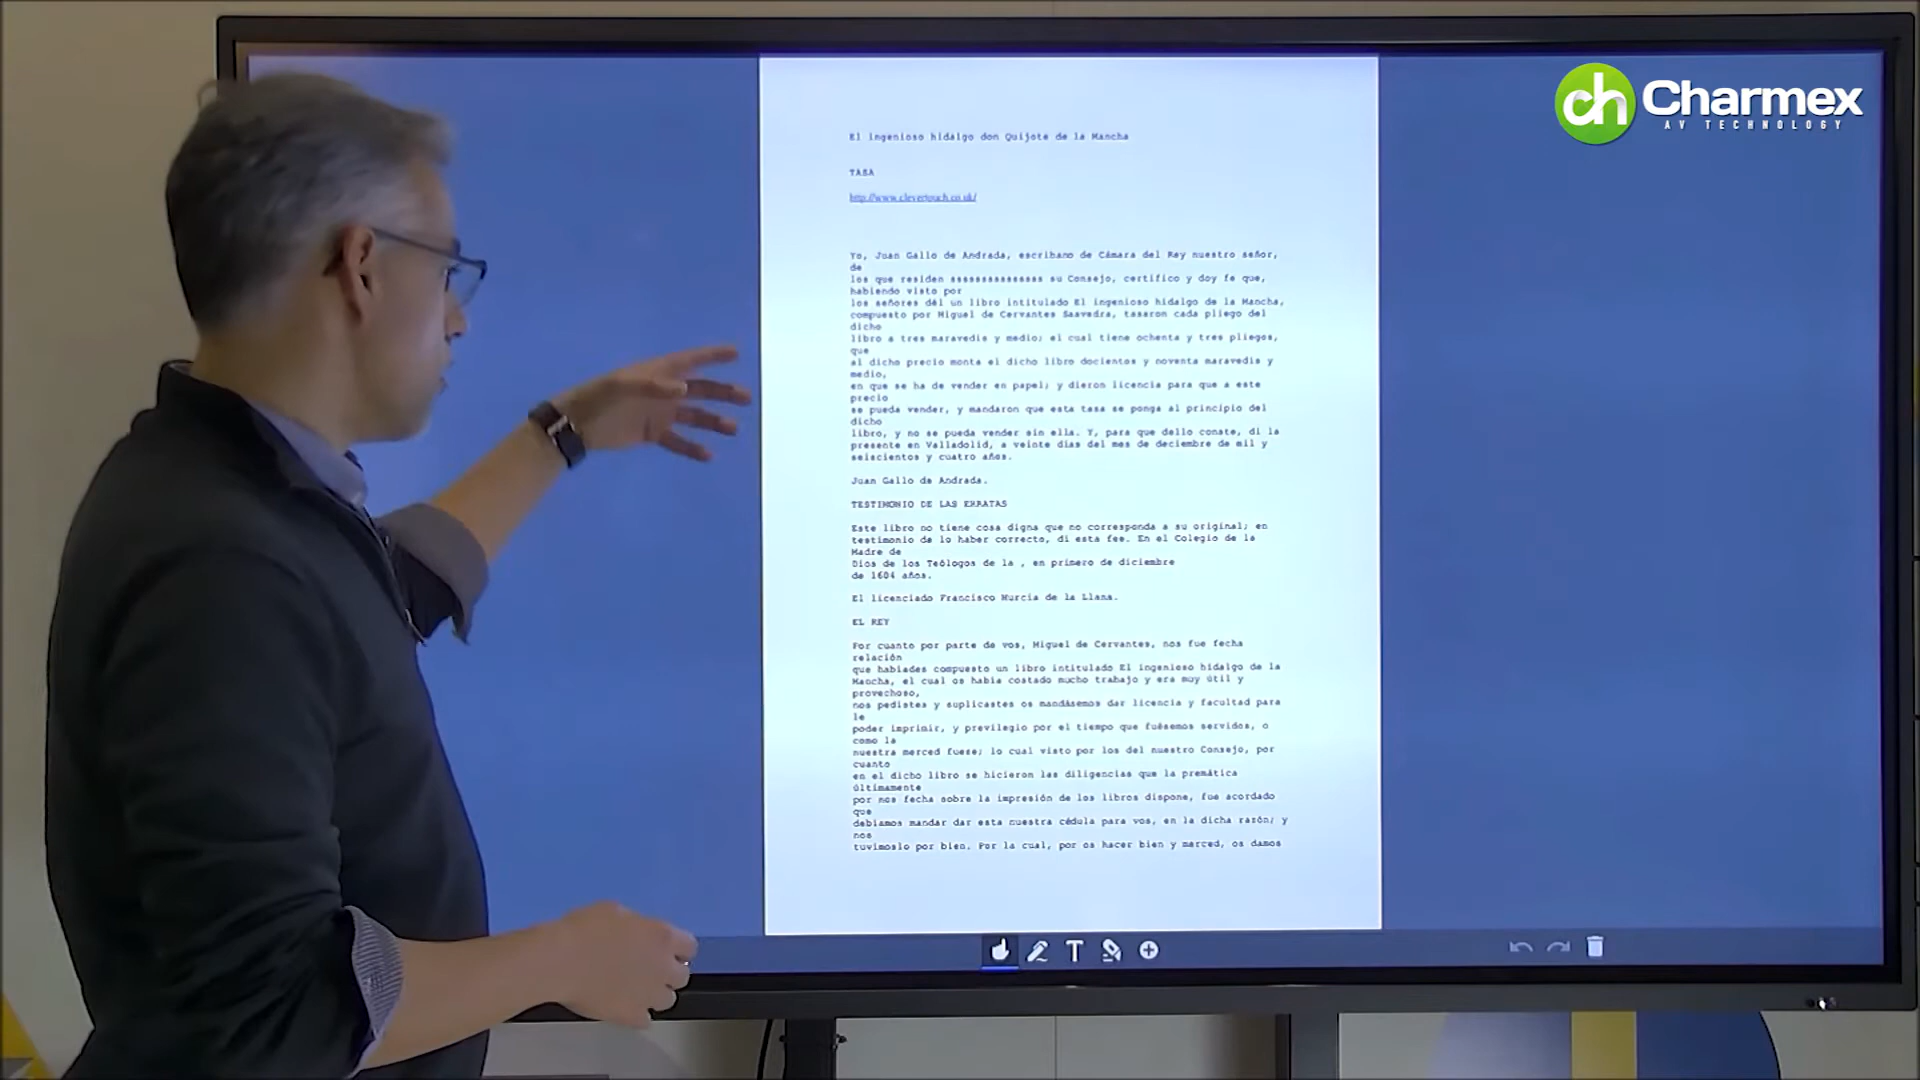 ch Charmex
AV TECHNOLOGY
El ingenioso hidalgo don Quijote de la Mancha
TASA
http://www.clevertouch.co.uk/
Yo, Juan Gallo de Andrada, escribano de Cámara del Rey nuestro señor,
de
los que residen sssssssssssssss su Consejo, certifico y doy fe que,
habiendo visto por
los señores dél un libro intitulado El ingenioso hidalgo de la Mancha,
compuesto por Miguel de Cervantes Saavedra, tasaron cada pliego del
dicho
libro a tres maravedís y medio; el cual tiene ochenta y tres pliegos,
que
al dicho precio monta el dicho libro docientos y noventa maravedís y
medio,
en que se ha de vender en papel; y dieron licencia para que a este
precio
se pueda vender, y mandaron que esta tasa se ponga al principio del
dicho
libro, y no se pueda vender sin ella. Y, para que dello conste, di la
presente en Valladolid, a veinte días del mes de deciembre de mil y
seiscientos y cuatro años.
Juan Gallo de Andrada.
TESTIMONIO DE LAS ERRATAS
Este libro no tiene cosa digna que no corresponda a su original; en
testimonio de lo haber correcto, di esta fee. En el Colegio de la
Madre de
Dios de los Teólogos de la , en primero de diciembre
de 1604 años.
El licenciado Francisco Murcia de la Llana.
EL REY
Por cuanto por parte de vos, Miguel de Cervantes, nos fue fecha
relación
que habíades compuesto un libro intitulado El ingenioso hidalgo de la
Mancha, el cual os había costado mucho trabajo y era muy útil y
provechoso,
nos pedistes y suplicastes os mandásemos dar licencia y facultad para
le
poder imprimir, y previlegio por el tiempo que fuésemos servidos, o
como la
nuestra merced fuese; lo cual visto por los del nuestro Consejo, por
cuanto
en el dicho libro se hicieron las diligencias que la premática
últimamente
por nos fecha sobre la impresión de los libros dispone, fue acordado
que
debíamos mandar dar esta nuestra cédula para vos, en la dicha razón; y
nos
tuvímoslo por bien. Por la cual, por os hacer bien y merced, os damos